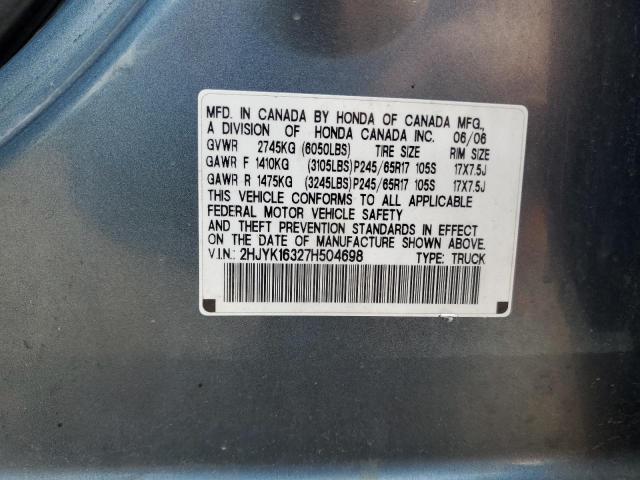 MFD. IN CANADA BY HONDA OF CANADA MFG.,
A DIVISION OF HONDA CANADA INC. 06/06
GVWR 2745KG (6050LBS) TIRE SIZE RIM SIZE
GAWR F 1410KG (3105LBS)P245/65R17 105S 17X7.5J
GAWR R 1475KG (3245LBS)P245/65R17 105S 17X7.5J
THIS VEHICLE CONFORMS TO ALL APPLICABLE
FEDERAL MOTOR VEHICLE SAFETY
AND THEFT PREVENTION STANDARDS IN EFFECT
ON THE DATE OF MANUFACTURE SHOWN ABOVE.
V.I.N.: 2HJYK16327H504698 TYPE: TRUCK